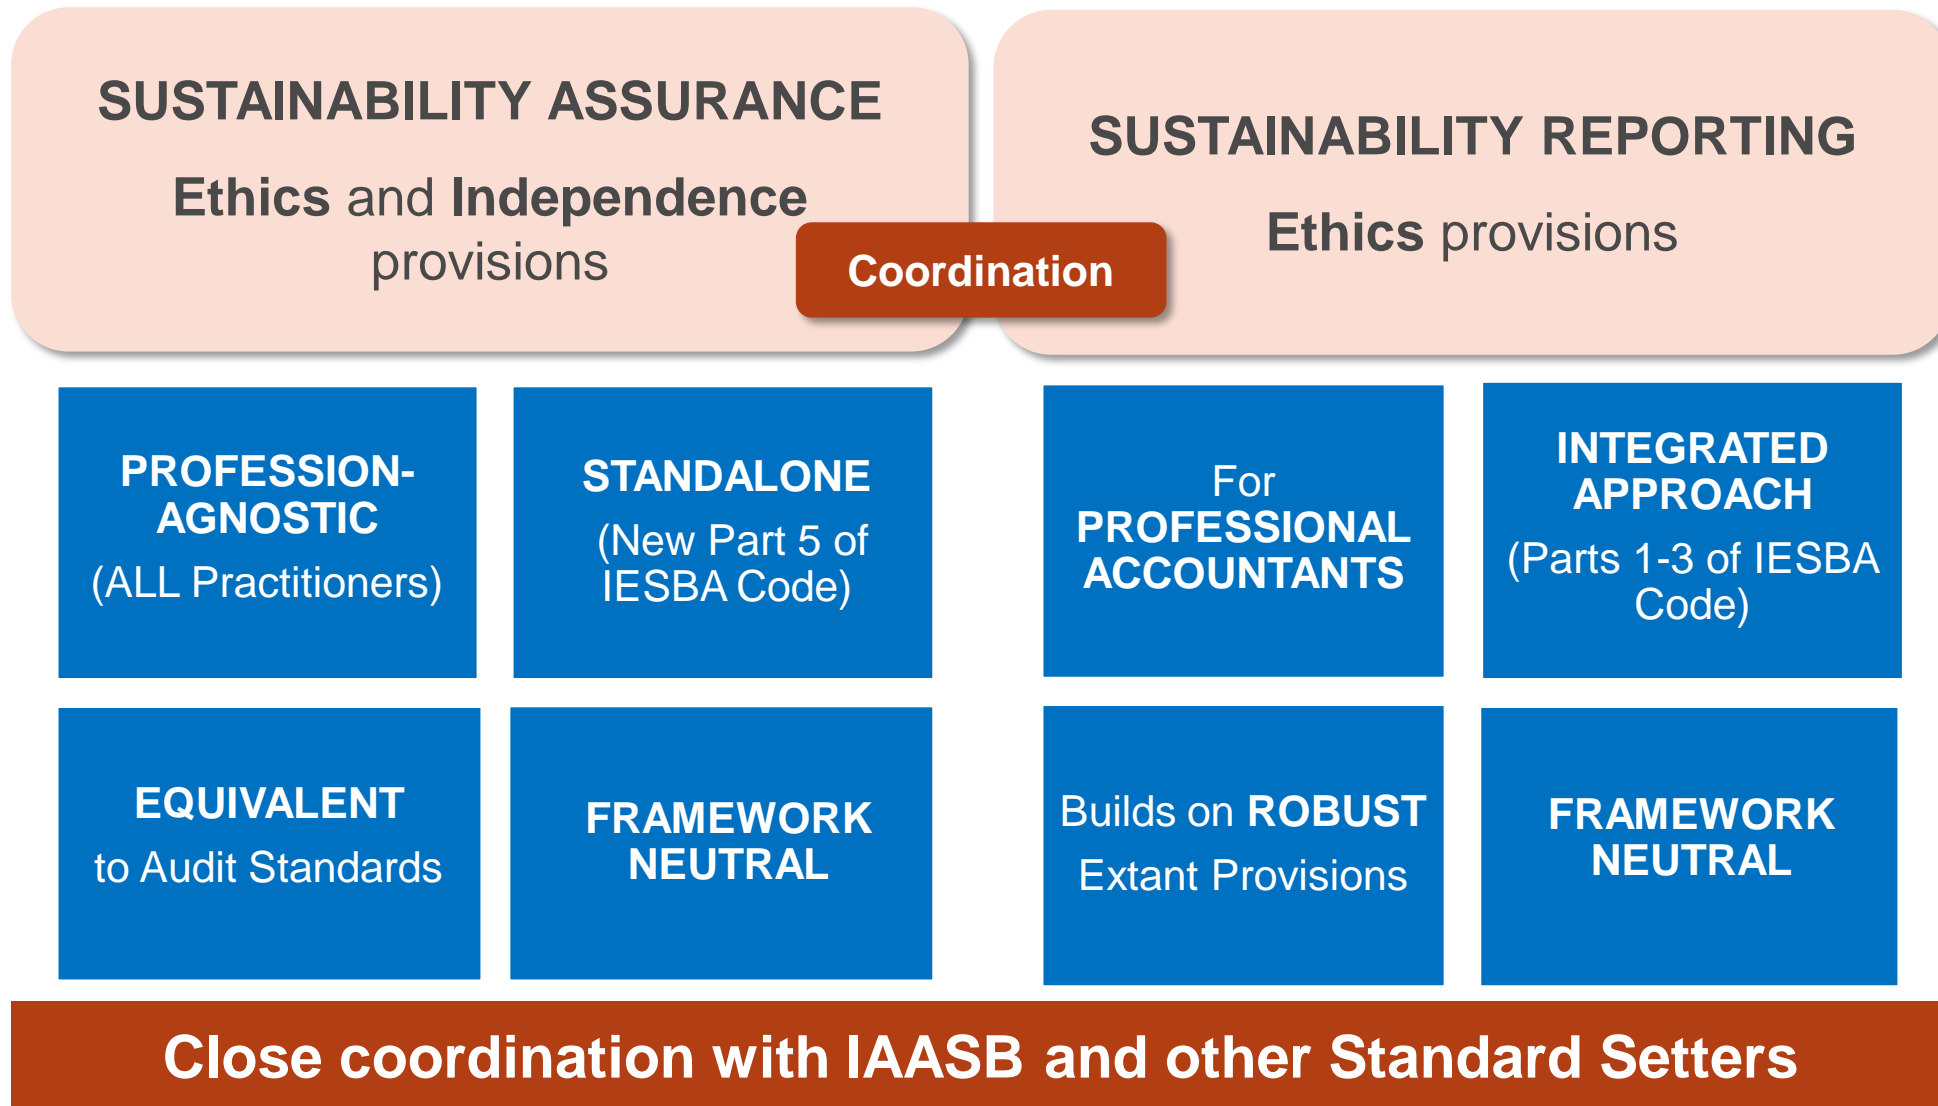 SUSTAINABILITY ASSURANCE
Ethics and Independence
provisions
SUSTAINABILITY REPORTING
Ethics provisions
Coordination
PROFESSION-
AGNOSTIC
(ALL Practitioners)
STANDALONE
(New Part 5 of
IESBA Code)
For
PROFESSIONAL
ACCOUNTANTS
INTEGRATED
APPROACH
(Parts 1-3 of IESBA
Code)
EQUIVALENT
to Audit Standards
FRAMEWORK
NEUTRAL
Builds on ROBUST
Extant Provisions
FRAMEWORK
NEUTRAL
Close coordination with IAASB and other Standard Setters